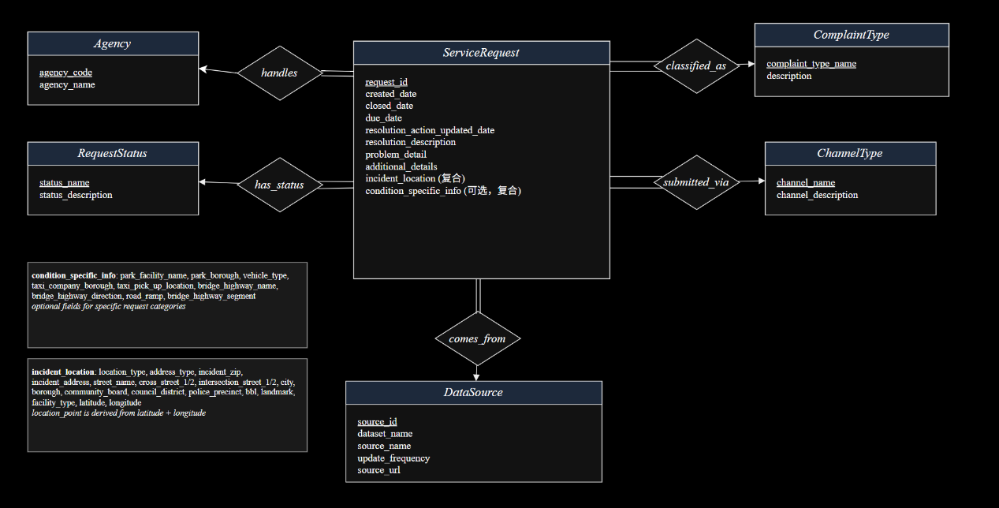 Agency
agency_code
agency_name
handles
ServiceRequest
request_id
created_date
closed_date
due_date
resolution_action_updated_date
resolution_description
problem_detail
additional_details
incident_location (复合)
condition_specific_info (可选，复合)
classified_as
ComplaintType
complaint_type_name
description
RequestStatus
status_name
status_description
has_status
submitted_via
ChannelType
channel_name
channel_description
condition_specific_info: park_facility_name, park_borough, vehicle_type,
taxi_company_borough, taxi_pick_up_location, bridge_highway_name,
bridge_highway_direction, road_ramp, bridge_highway_segment
optional fields for specific request categories
incident_location: location_type, address_type, incident_zip,
incident_address, street_name, cross_street_1/2, intersection_street_1/2, city,
borough, community_board, council_district, police_precinct, bbl, landmark,
facility_type, latitude, longitude
location_point is derived from latitude + longitude
comes_from
DataSource
source_id
dataset_name
source_name
update_frequency
source_url